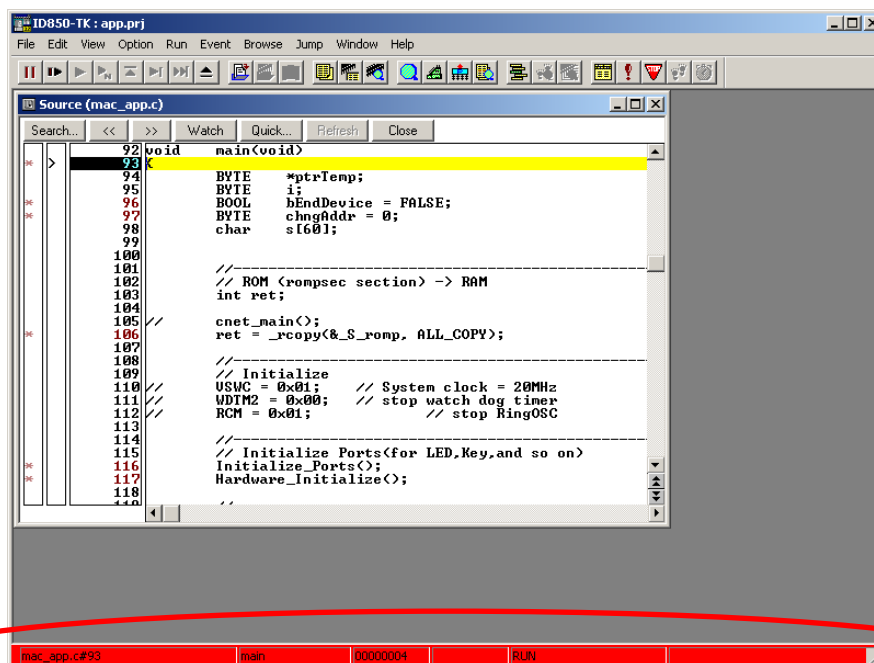 ID850-TK : app.prj
File Edit View Option Run Event Browse Jump Window Help
Source (mac_app.c)
Search... << >> Watch Quick... Refresh Close
92 void main(void)
> 93 {
94 BYTE *ptrTemp;
95 BYTE i;
* 96 BOOL bEndDevice = FALSE;
* 97 BYTE chngAddr = 0;
98 char s[60];
99
100
101 //------------------------------------------------------------
102 // ROM (rompsec section) -> RAM
103 int ret;
104
105 // cnet_main();
* 106 ret = _rcopy(&_S_romp, ALL_COPY);
107
108 //------------------------------------------------------------
109 // Initialize
110 // VSWC = 0x01; // System clock = 20MHz
111 // WDTM2 = 0x00; // stop watch dog timer
112 // RCM = 0x01; // stop RingOSC
113
114 //------------------------------------------------------------
115 // Initialize Ports(for LED,Key,and so on)
* 116 Initialize_Ports();
* 117 Hardware_Initialize();
118
mac_app.c#93 main 00000004 RUN